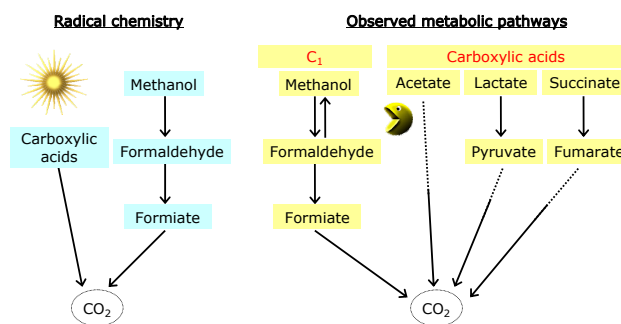 Radical chemistry
Methanol
Carboxylic
acids
Formaldehyde
Formiate
CO₂
Observed metabolic pathways
C₁
Carboxylic acids
Methanol
Acetate
Lactate
Succinate
Formaldehyde
Pyruvate
Fumarate
Formiate
CO₂